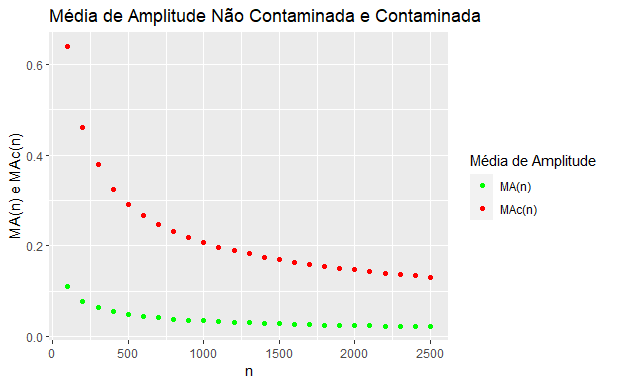 Média de Amplitude Não Contaminada e Contaminada
MA(n) e MAc(n)
0.6
0.4
0.2
0.0
0
500
1000
1500
2000
2500
n
Média de Amplitude
MA(n)
MAc(n)